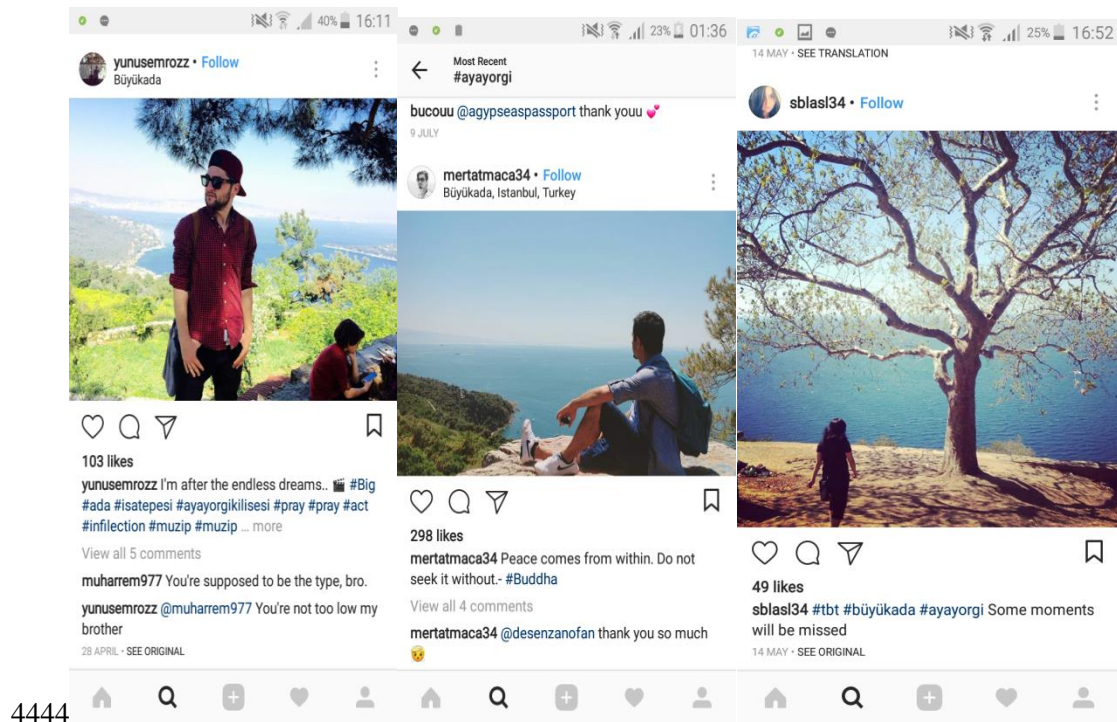 40% 16:11
yunusemrozz • Follow
Büyükada
103 likes
yunusemrozz I'm after the endless dreams.. 🎬 #Big
#ada #isatepesi #ayayorgikilisesi #pray #pray #act
#infilection #muzip #muzip ... more
View all 5 comments
muharrem977 You're supposed to be the type, bro.
yunusemrozz @muharrem977 You're not too low my
brother
28 APRIL • SEE ORIGINAL
23% 01:36
Most Recent
#ayayorgi
bucouu @agypseaspassport thank youu 💕
9 JULY
mertatmaca34 • Follow
Büyükada, Istanbul, Turkey
298 likes
mertatmaca34 Peace comes from within. Do not
seek it without.- #Buddha
View all 4 comments
mertatmaca34 @desenzanofan thank you so much
25% 16:52
14 MAY • SEE TRANSLATION
sblasl34 • Follow
49 likes
sblasl34 #tbt #büyükada #ayayorgi Some moments
will be missed
14 MAY • SEE ORIGINAL
4444